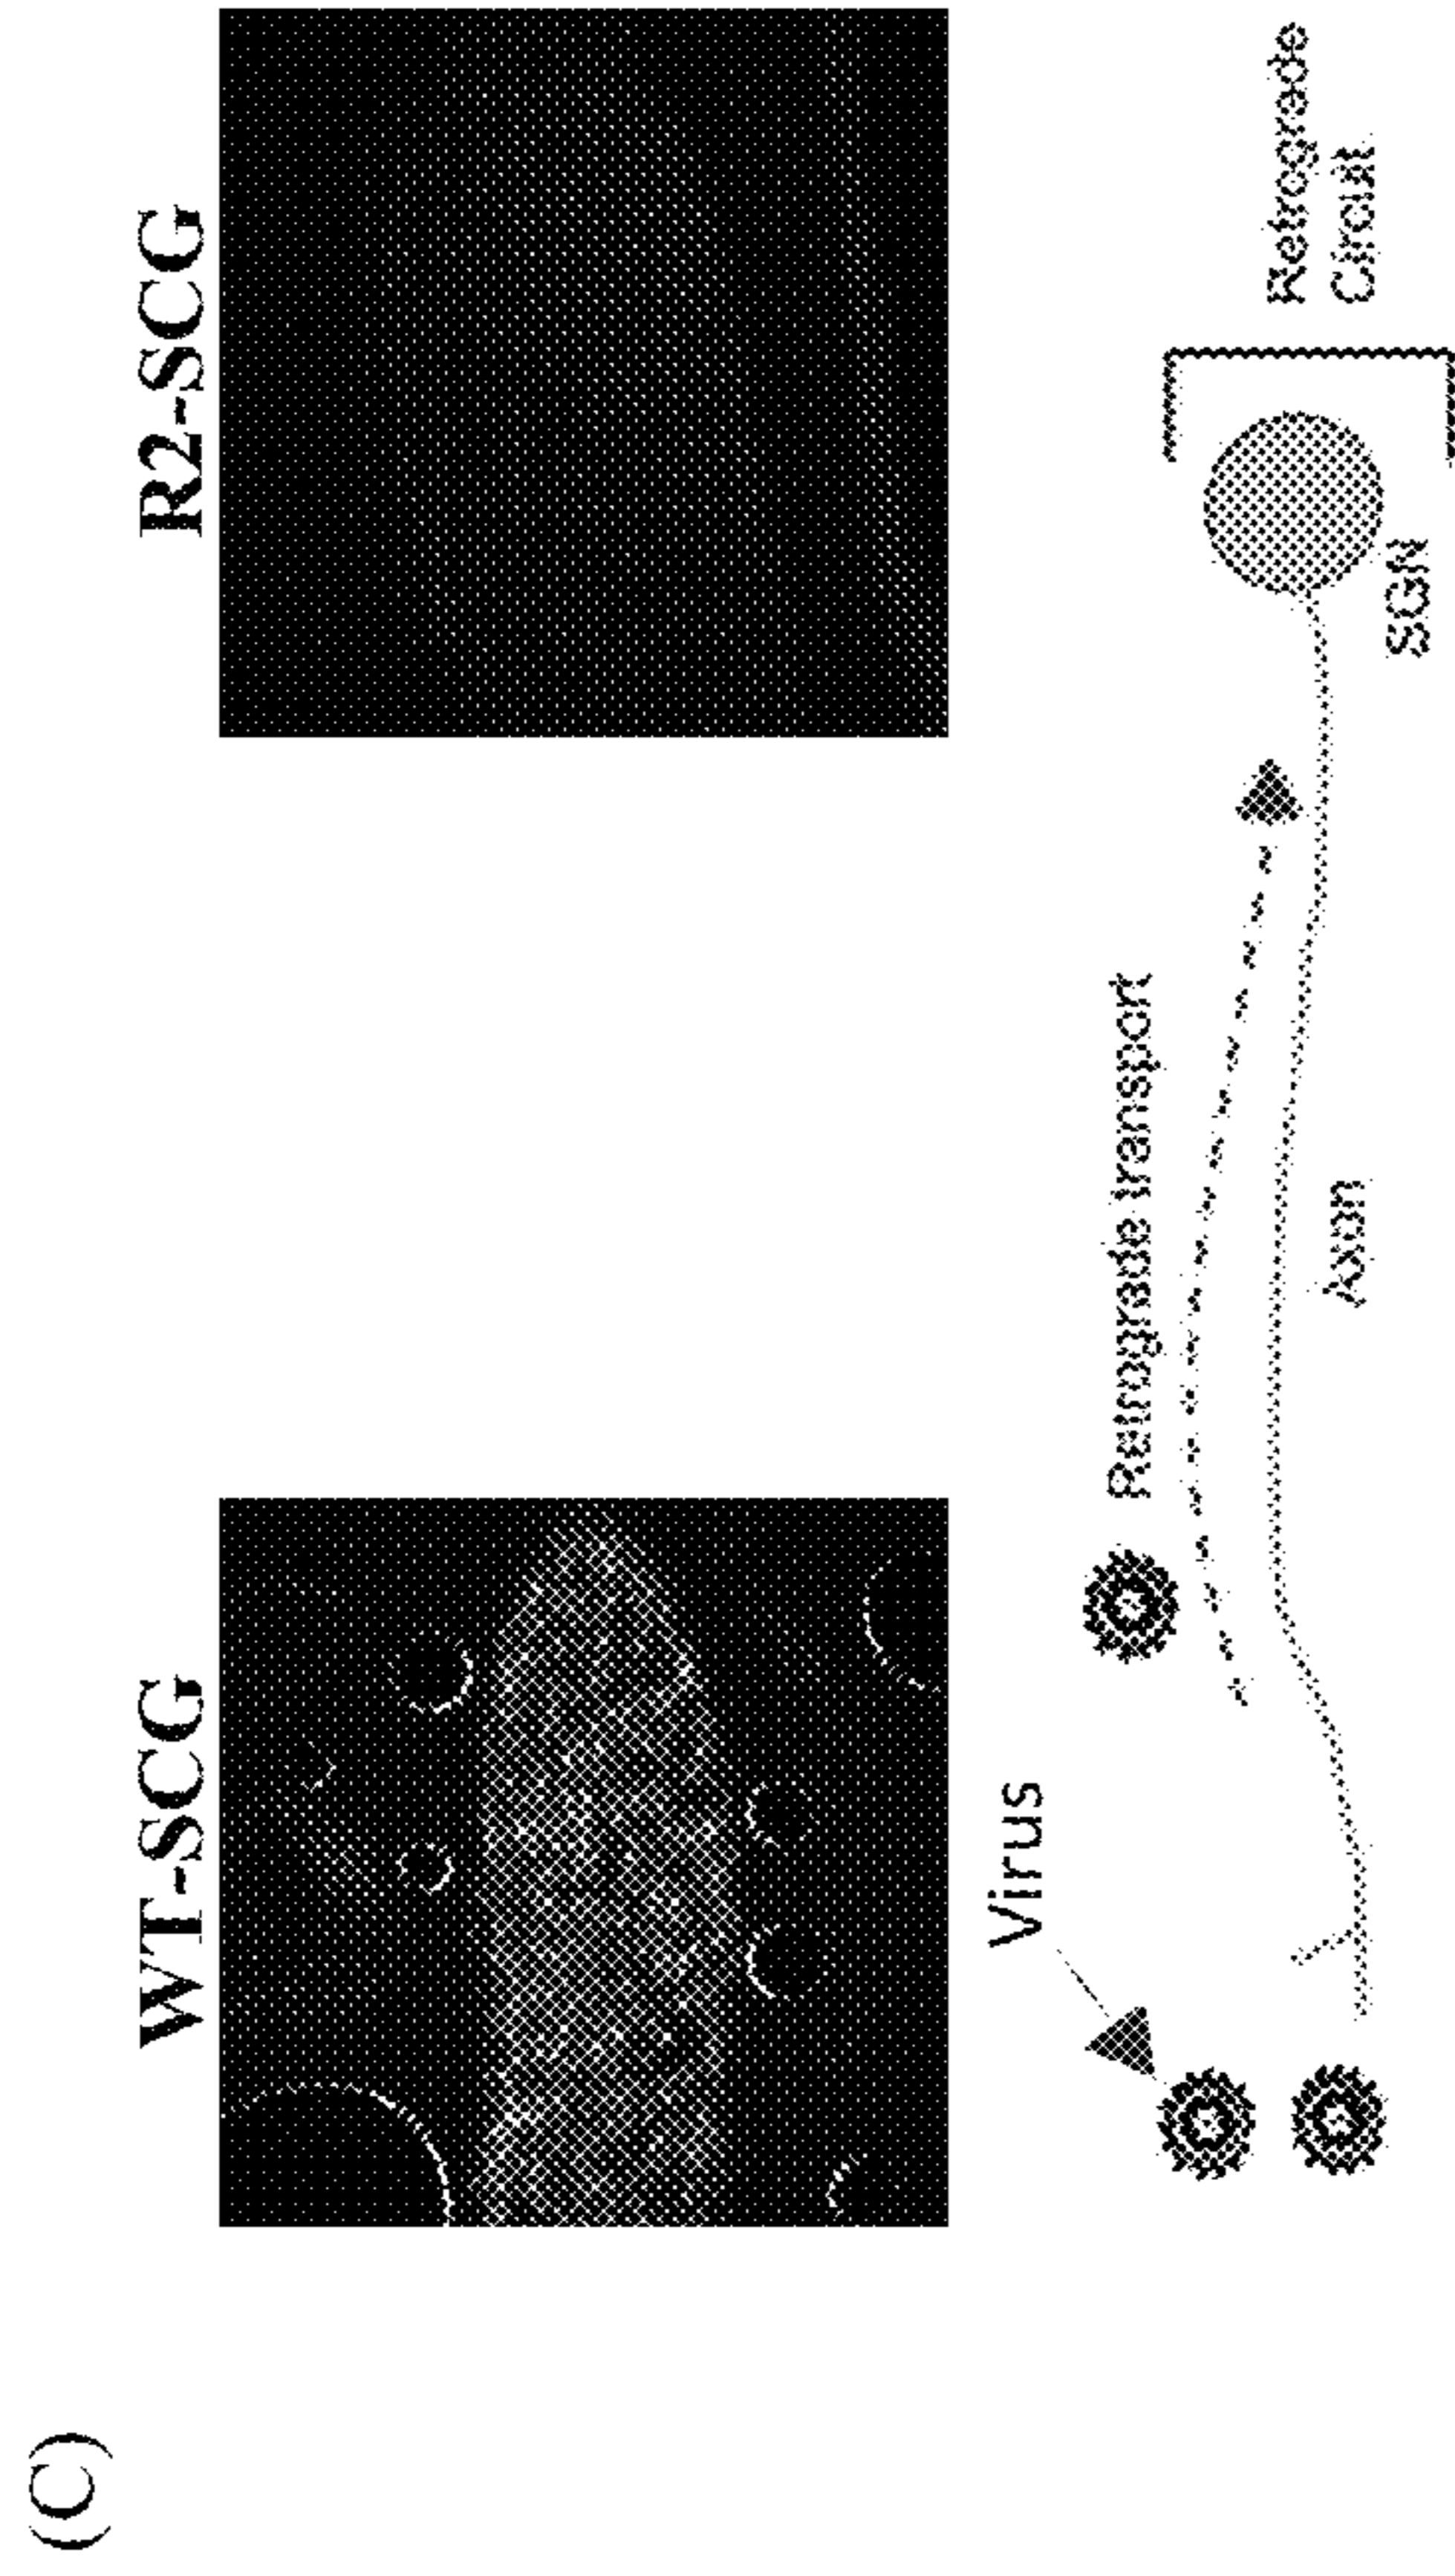 (C)
WT-SCG
R2-SCG
Virus
Retrograde transport
Axon
SGN
Retrograde
Circuit